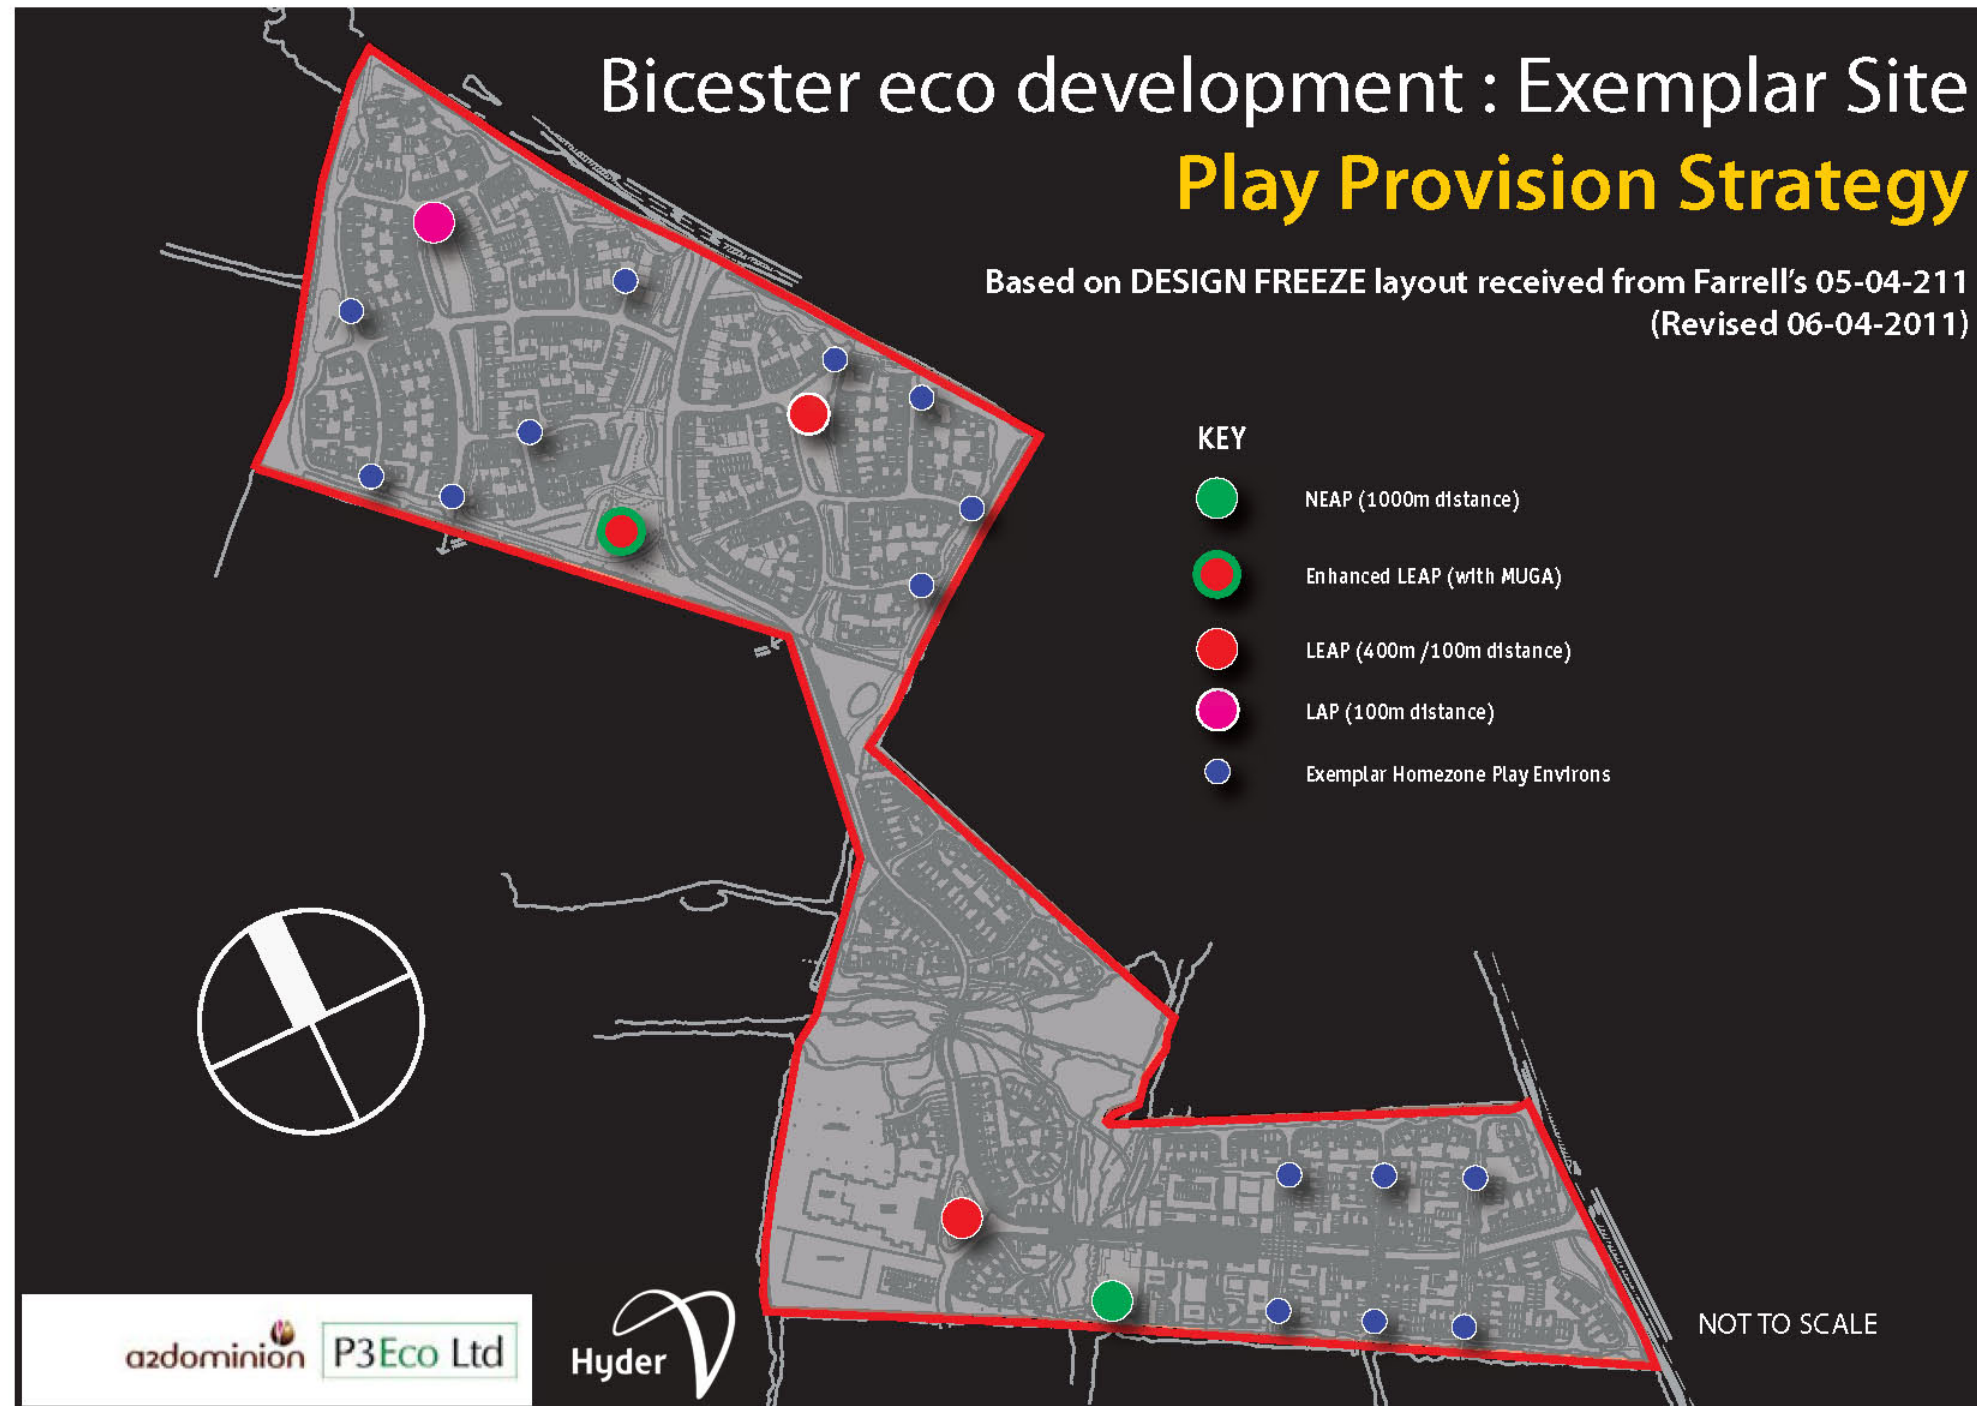 Bicester eco development : Exemplar Site
Play Provision Strategy
Based on DESIGN FREEZE layout received from Farrell's 05-04-211
(Revised 06-04-2011)
KEY
NEAP (1000m distance)
Enhanced LEAP (with MUGA)
LEAP (400m /100m distance)
LAP (100m distance)
Exemplar Homezone Play Environs
NOT TO SCALE
a2dominion
P3Eco Ltd
Hyder